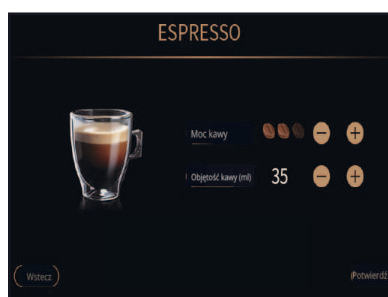 ESPRESSO
Moc kawy
Objętość kawy (ml) 35
Wstecz
Potwierdź